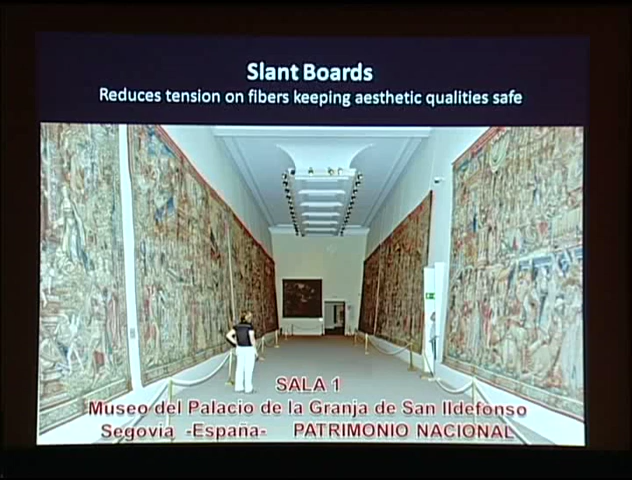 Slant Boards
Reduces tension on fibers keeping aesthetic qualities safe
SALA 1
Museo del Palacio de la Granja de San Ildefonso
Segovia -España- PATRIMONIO NACIONAL